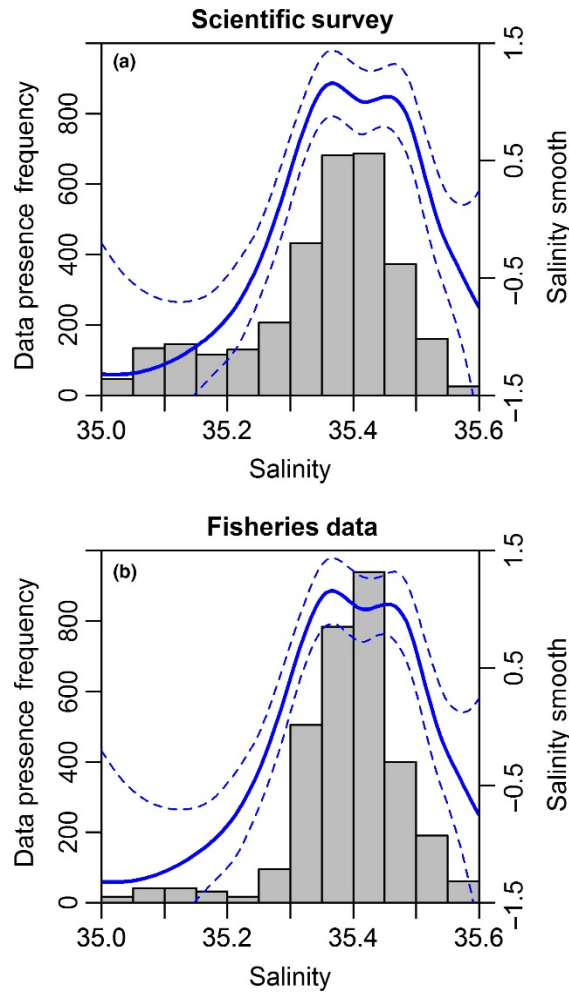 Scientific survey
(a)
Data presence frequency
0 200 400 600 800
Salinity smooth
−1.5 −0.5 0.5 1.5
35.0 35.2 35.4 35.6
Salinity
Fisheries data
(b)
Data presence frequency
0 200 400 600 800
Salinity smooth
−1.5 −0.5 0.5 1.5
35.0 35.2 35.4 35.6
Salinity